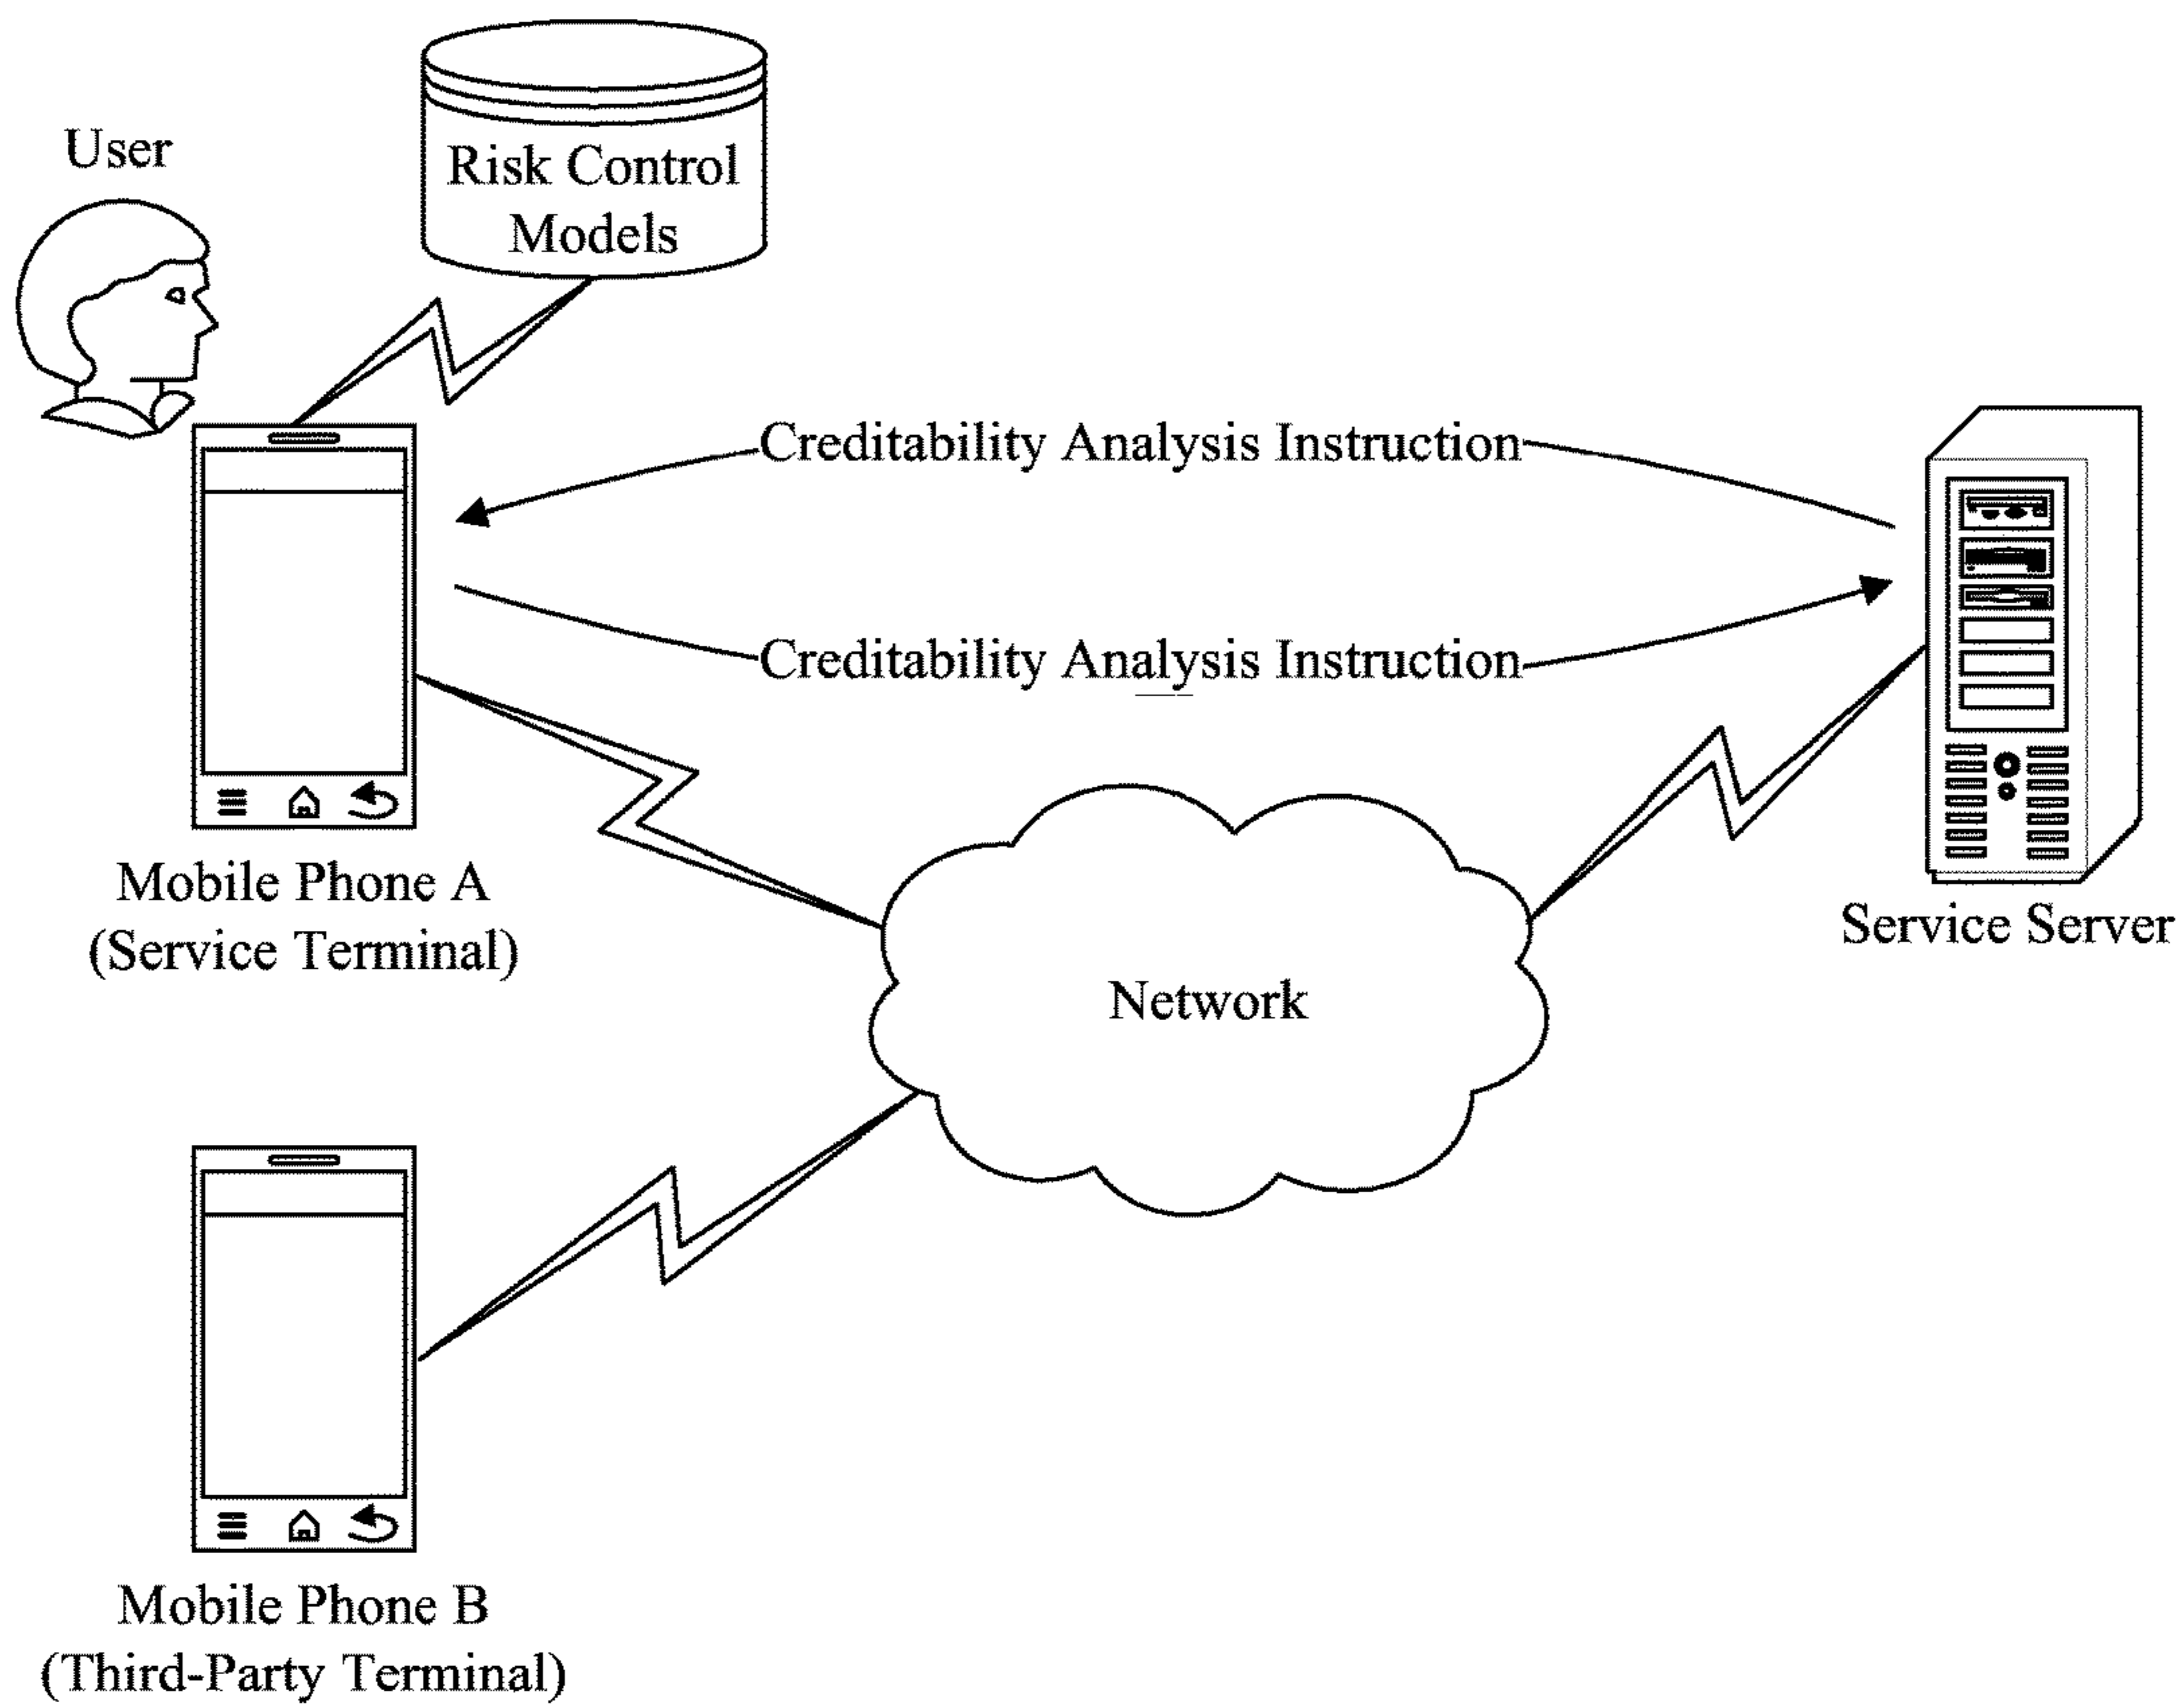 User
Risk Control
Models
Creditability Analysis Instruction
Creditability Analysis Instruction
Mobile Phone A
(Service Terminal)
Service Server
Network
Mobile Phone B
(Third-Party Terminal)